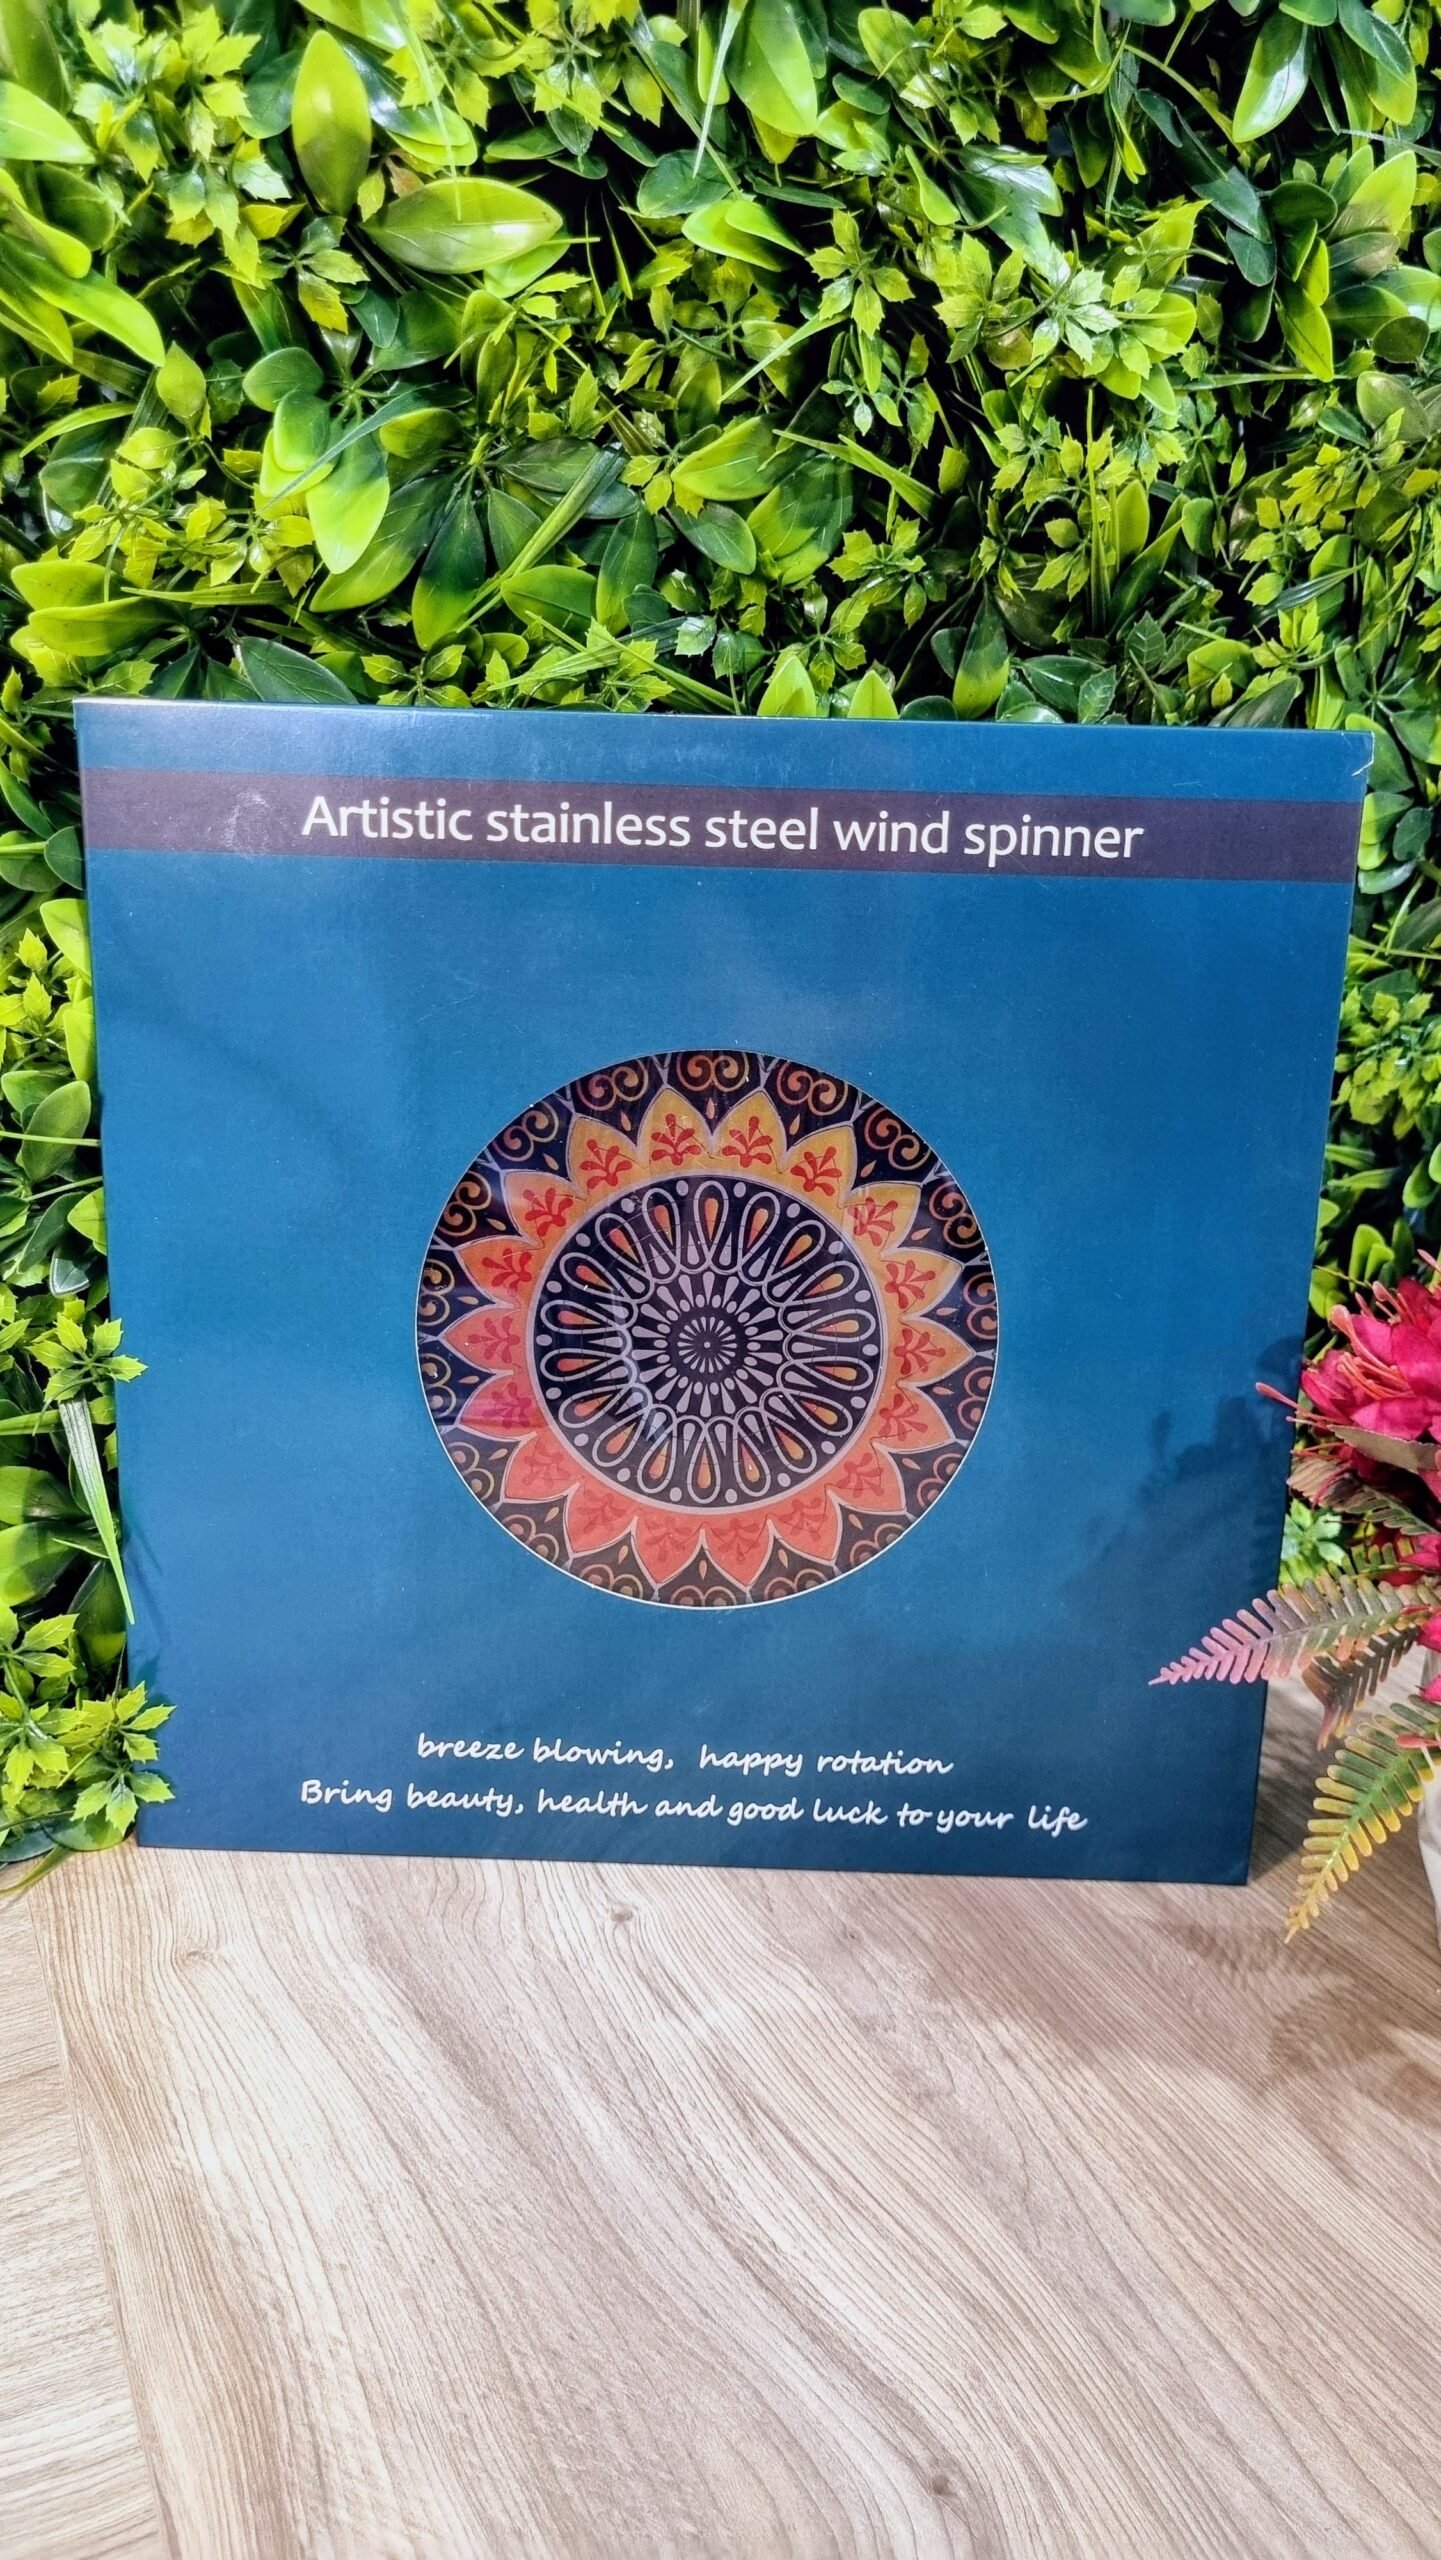 Artistic stainless steel wind spinner
breeze blowing, happy rotation
Bring beauty, health and good luck to your life